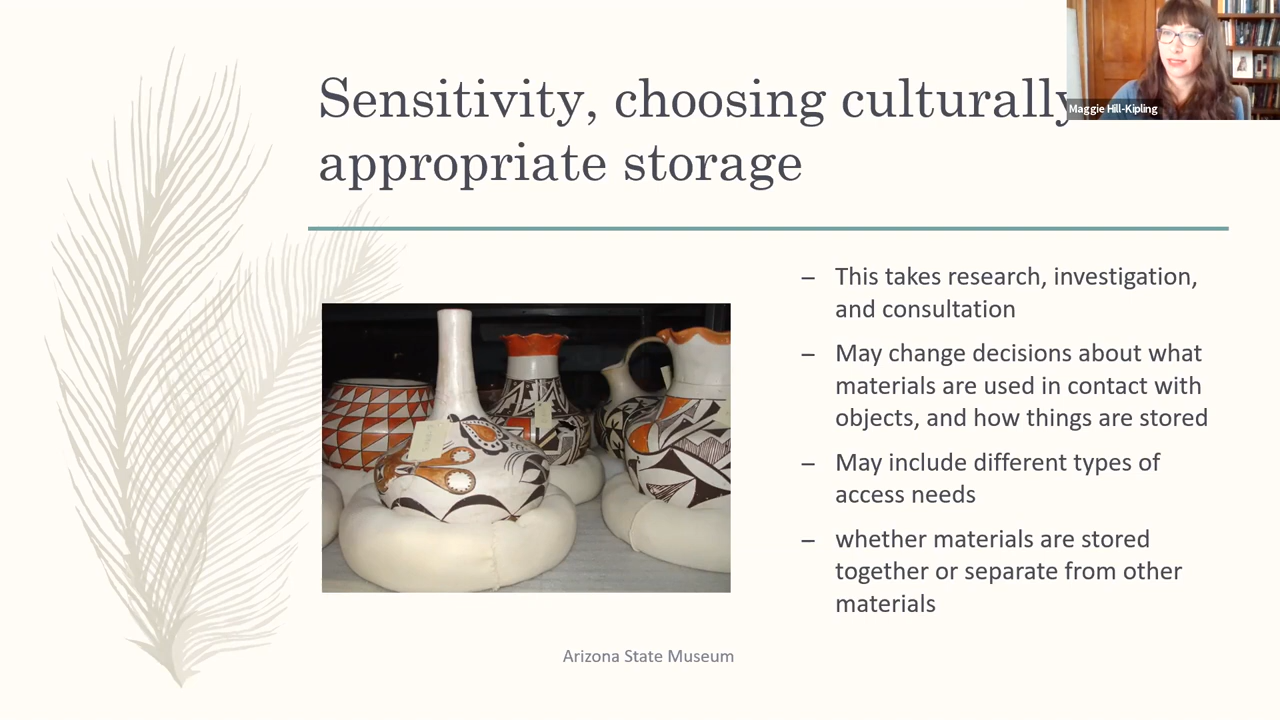 Sensitivity, choosing culturally
appropriate storage
Maggie Hill-Kipling
– This takes research, investigation,
and consultation
– May change decisions about what
materials are used in contact with
objects, and how things are stored
– May include different types of
access needs
– whether materials are stored
together or separate from other
materials
Arizona State Museum